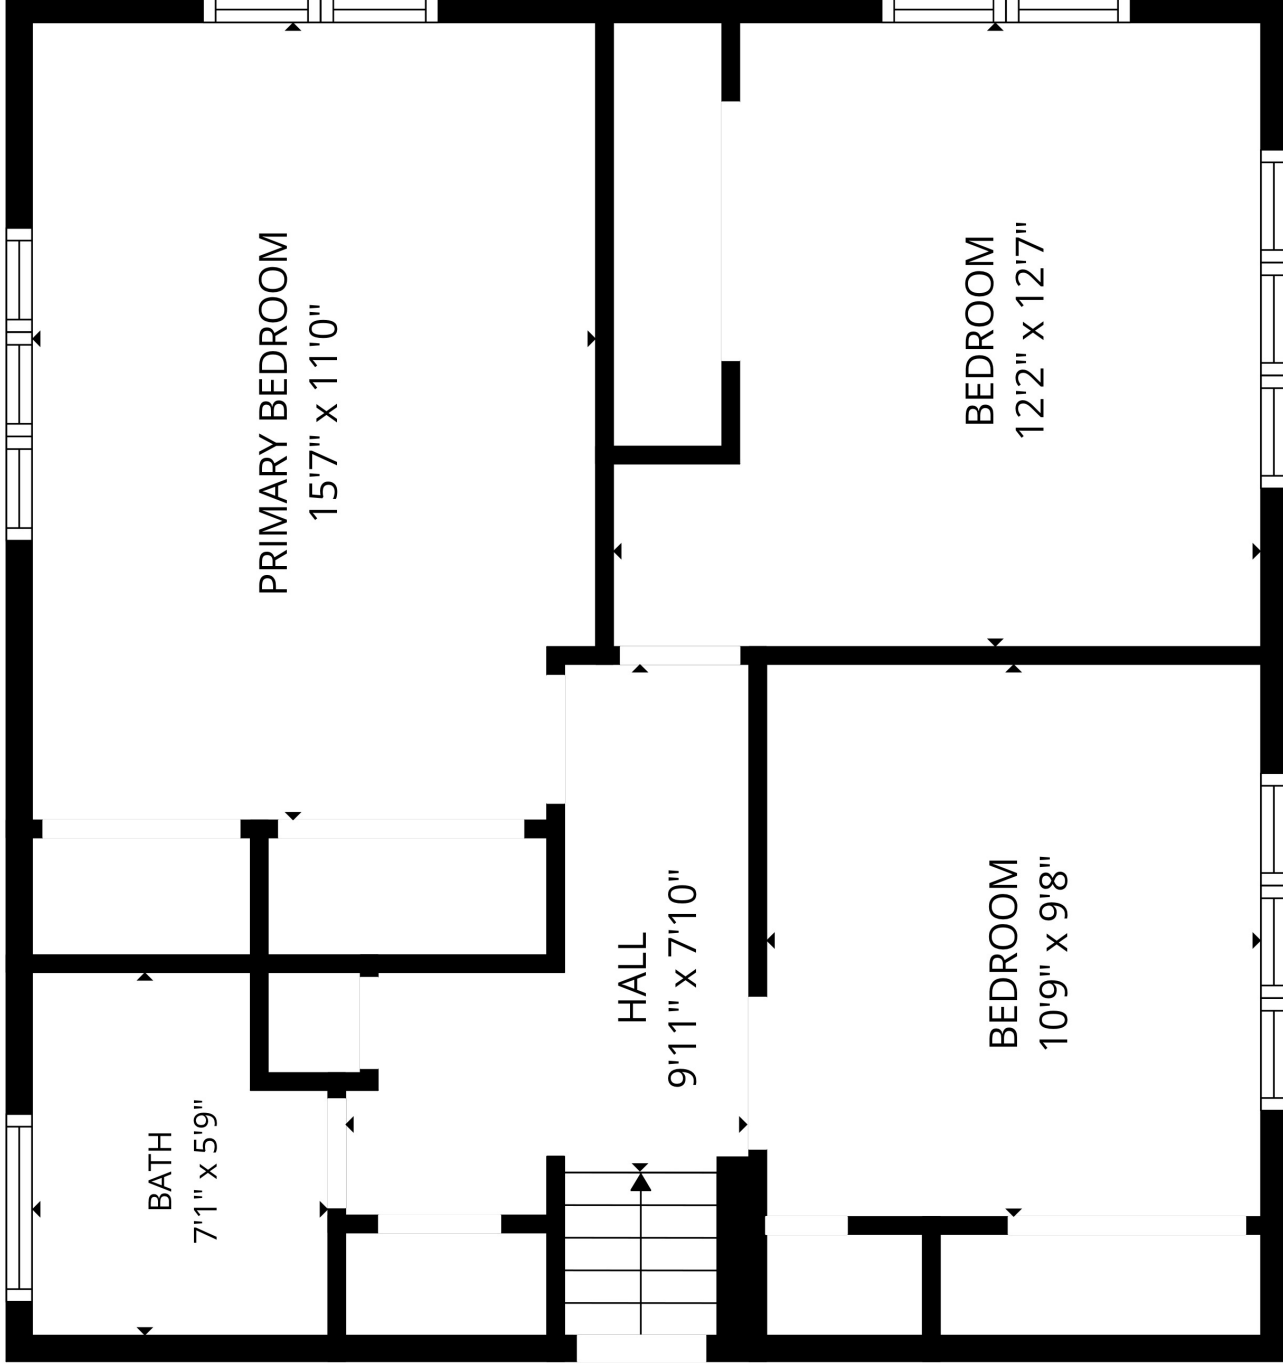 PRIMARY BEDROOM
15'7" x 11'0"
BEDROOM
12'2" x 12'7"
HALL
9'11" x 7'10"
BEDROOM
10'9" x 9'8"
BATH
7'1" x 5'9"